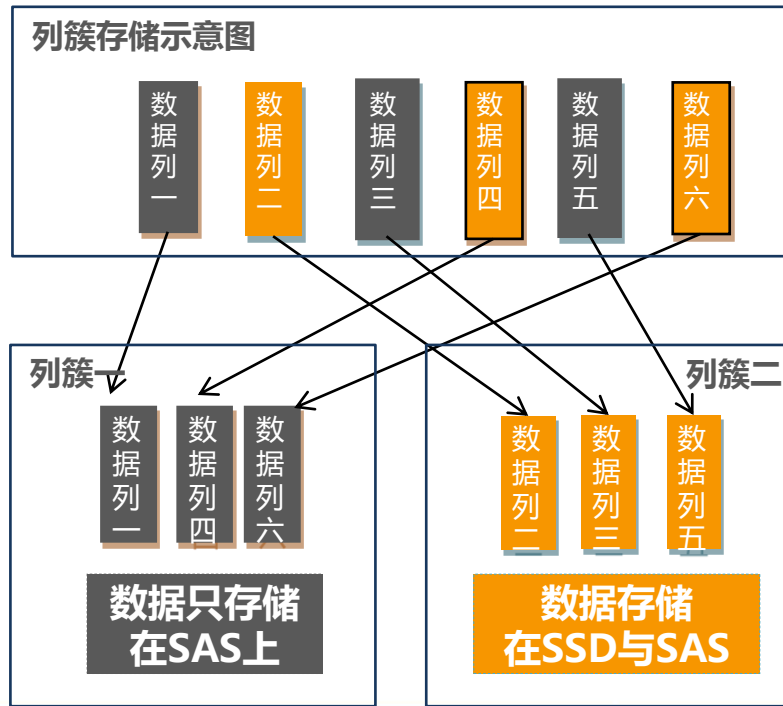 列簇存储示意图
数据列一
数据列二
数据列三
数据列四
数据列五
数据列六
列簇一
数据列一
数据列四
数据列六
数据只存储
在SAS上
列簇二
数据列二
数据列三
数据列五
数据存储
在SSD与SAS